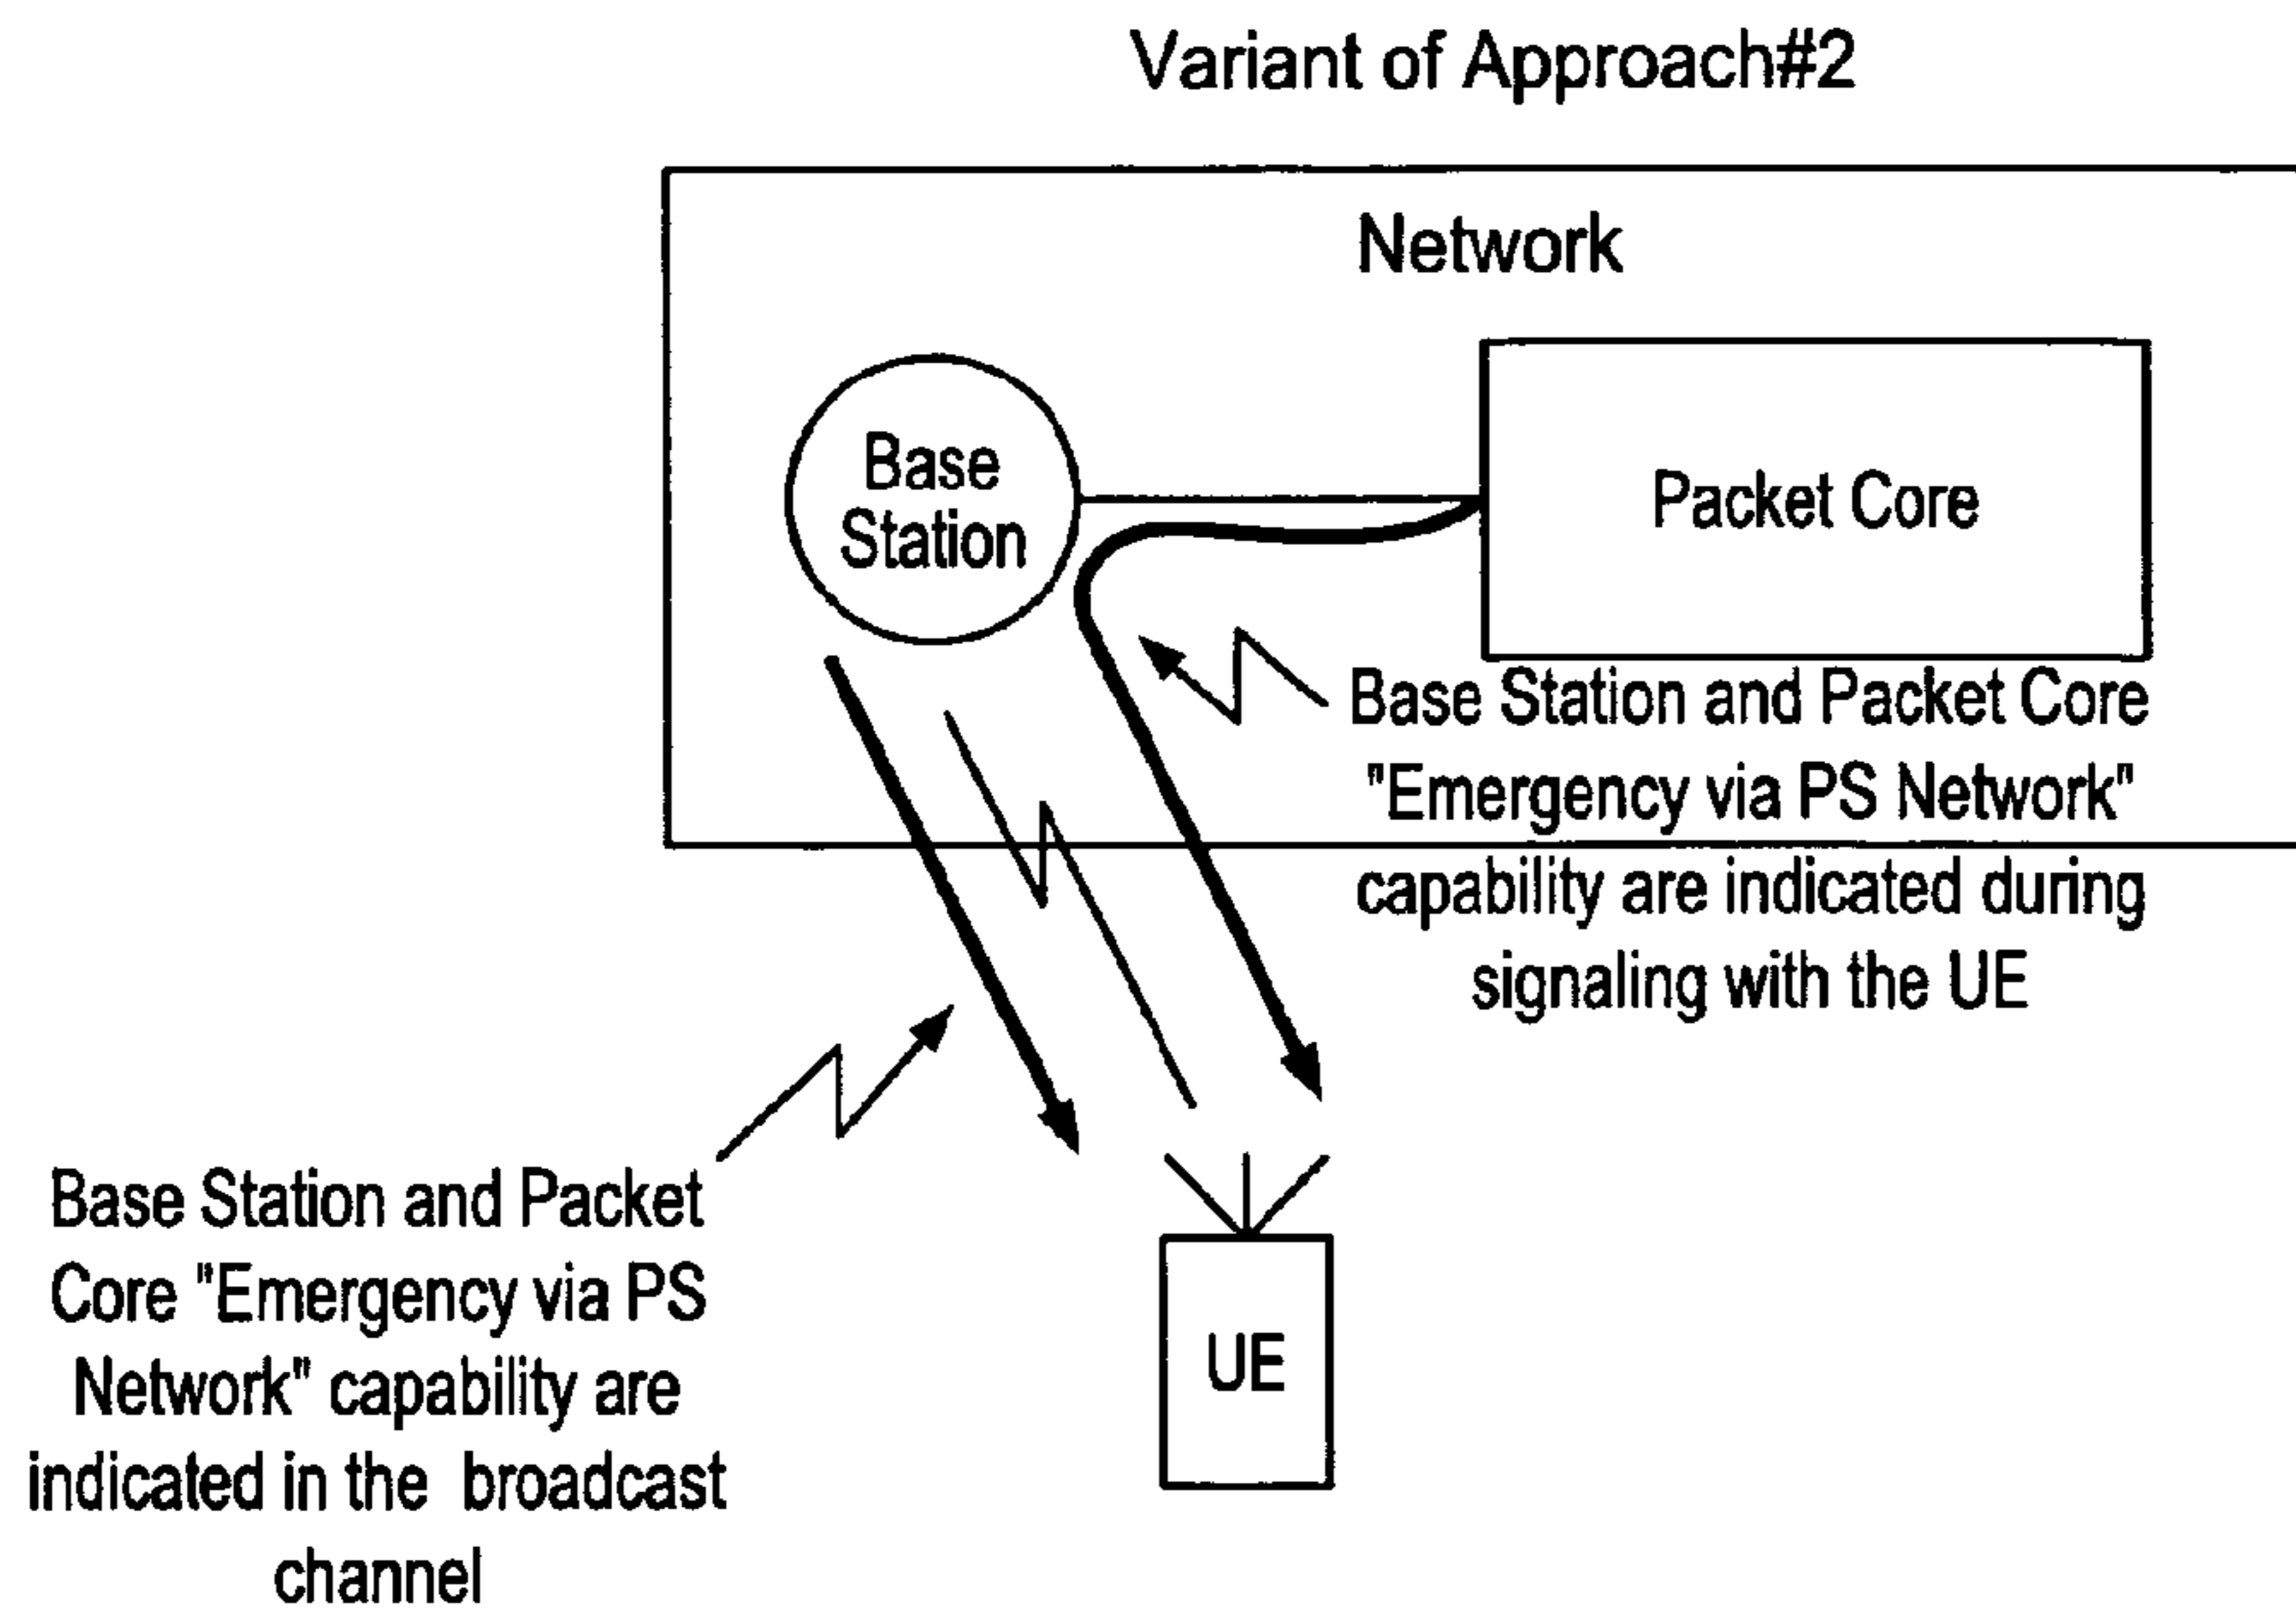 Variant of Approach#2
Network
Base
Station
Packet Core
Base Station and Packet Core
"Emergency via PS Network"
capability are indicated during
signaling with the UE
Base Station and Packet
Core "Emergency via PS
Network" capability are
indicated in the broadcast
channel
UE